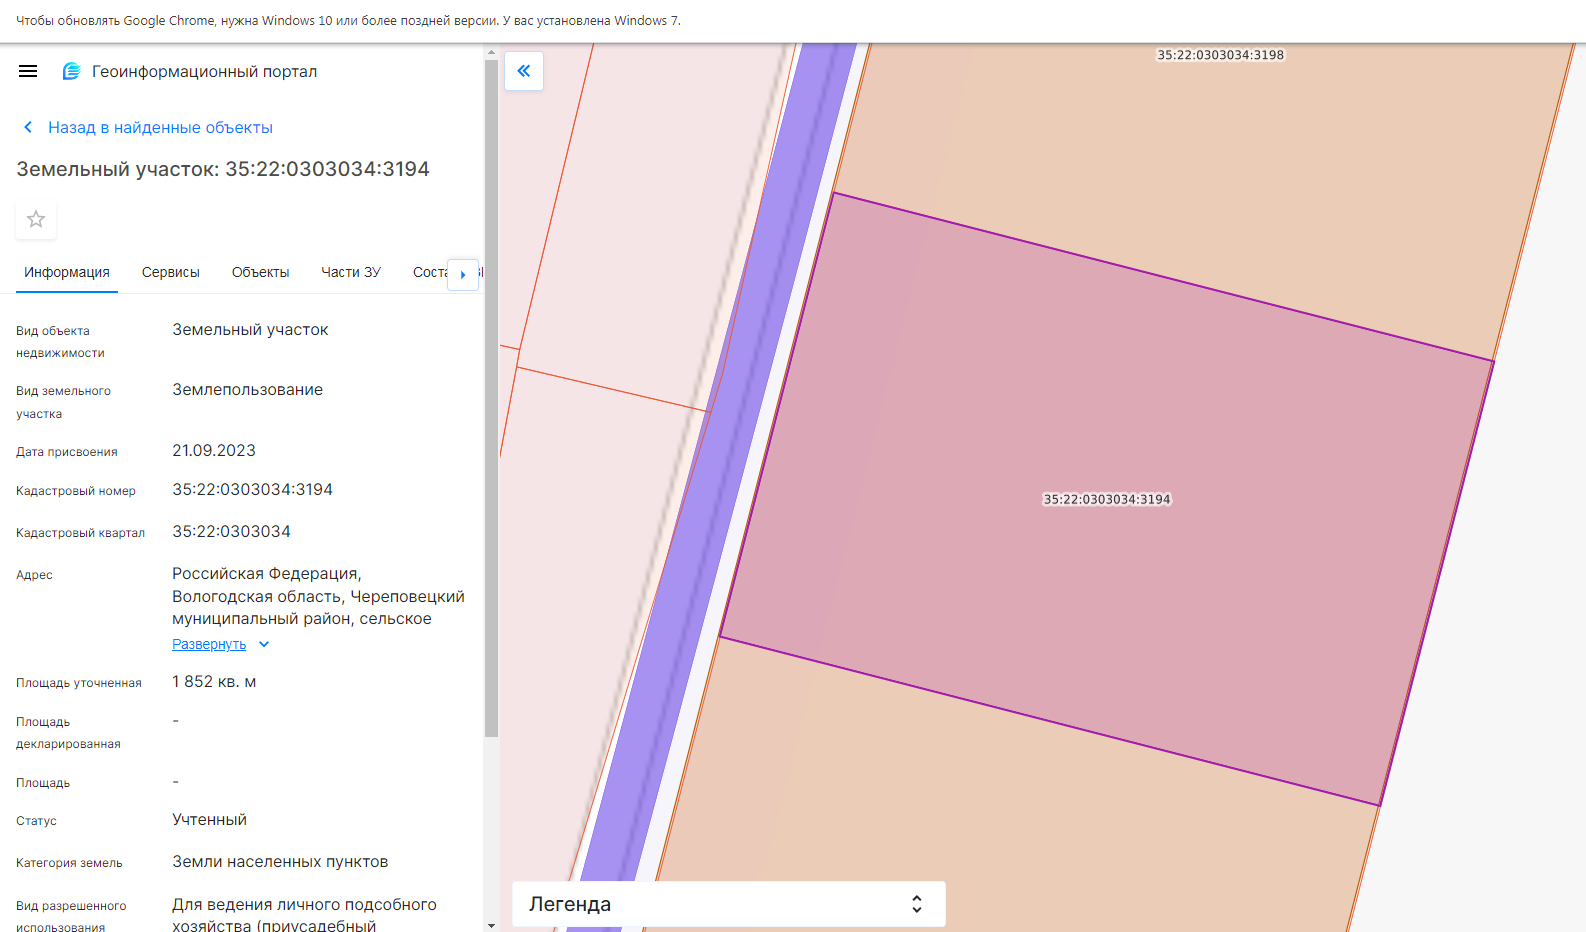 Чтобы обновлять Google Chrome, нужна Windows 10 или более поздней версии. У вас установлена Windows 7.
Геоинформационный портал
Назад в найденные объекты
Земельный участок: 35:22:0303034:3194
Информация Сервисы Объекты Части ЗУ
Вид объекта недвижимости
Земельный участок
Вид земельного участка
Землепользование
Дата присвоения
21.09.2023
Кадастровый номер
35:22:0303034:3194
Кадастровый квартал
35:22:0303034
Адрес
Российская Федерация,
Вологодская область, Череповецкий
муниципальный район, сельское
Развернуть
Площадь уточненная
1 852 кв. м
Площадь декларированная
-
Площадь
-
Статус
Учтенный
Категория земель
Земли населенных пунктов
Вид разрешенного использования
Для ведения личного подсобного
хозяйства (приусадебный
35:22:0303034:3198
35:22:0303034:3194
Легенда